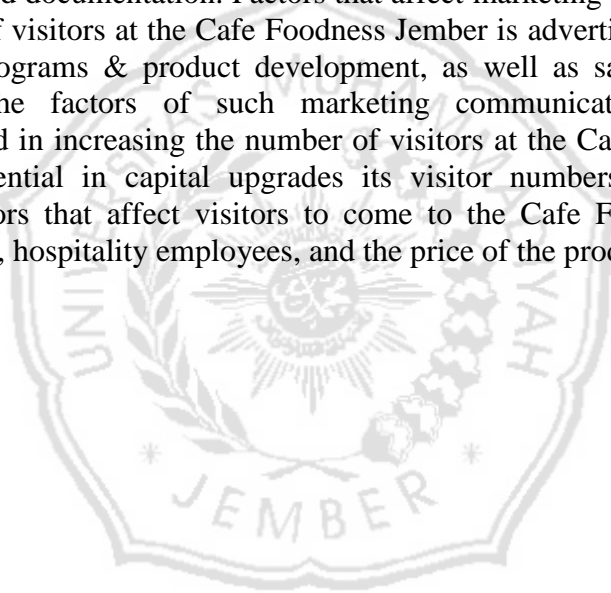 d documentation. Factors that affect marketing
f visitors at the Cafe Foodness Jember is adverti
ograms & product development, as well as sa
he factors of such marketing communicat
d in increasing the number of visitors at the Ca
ential in capital upgrades its visitor numbers
ors that affect visitors to come to the Cafe F
, hospitality employees, and the price of the prod
UNIVERSITAS MUHAMMADIYAH
JEMBER